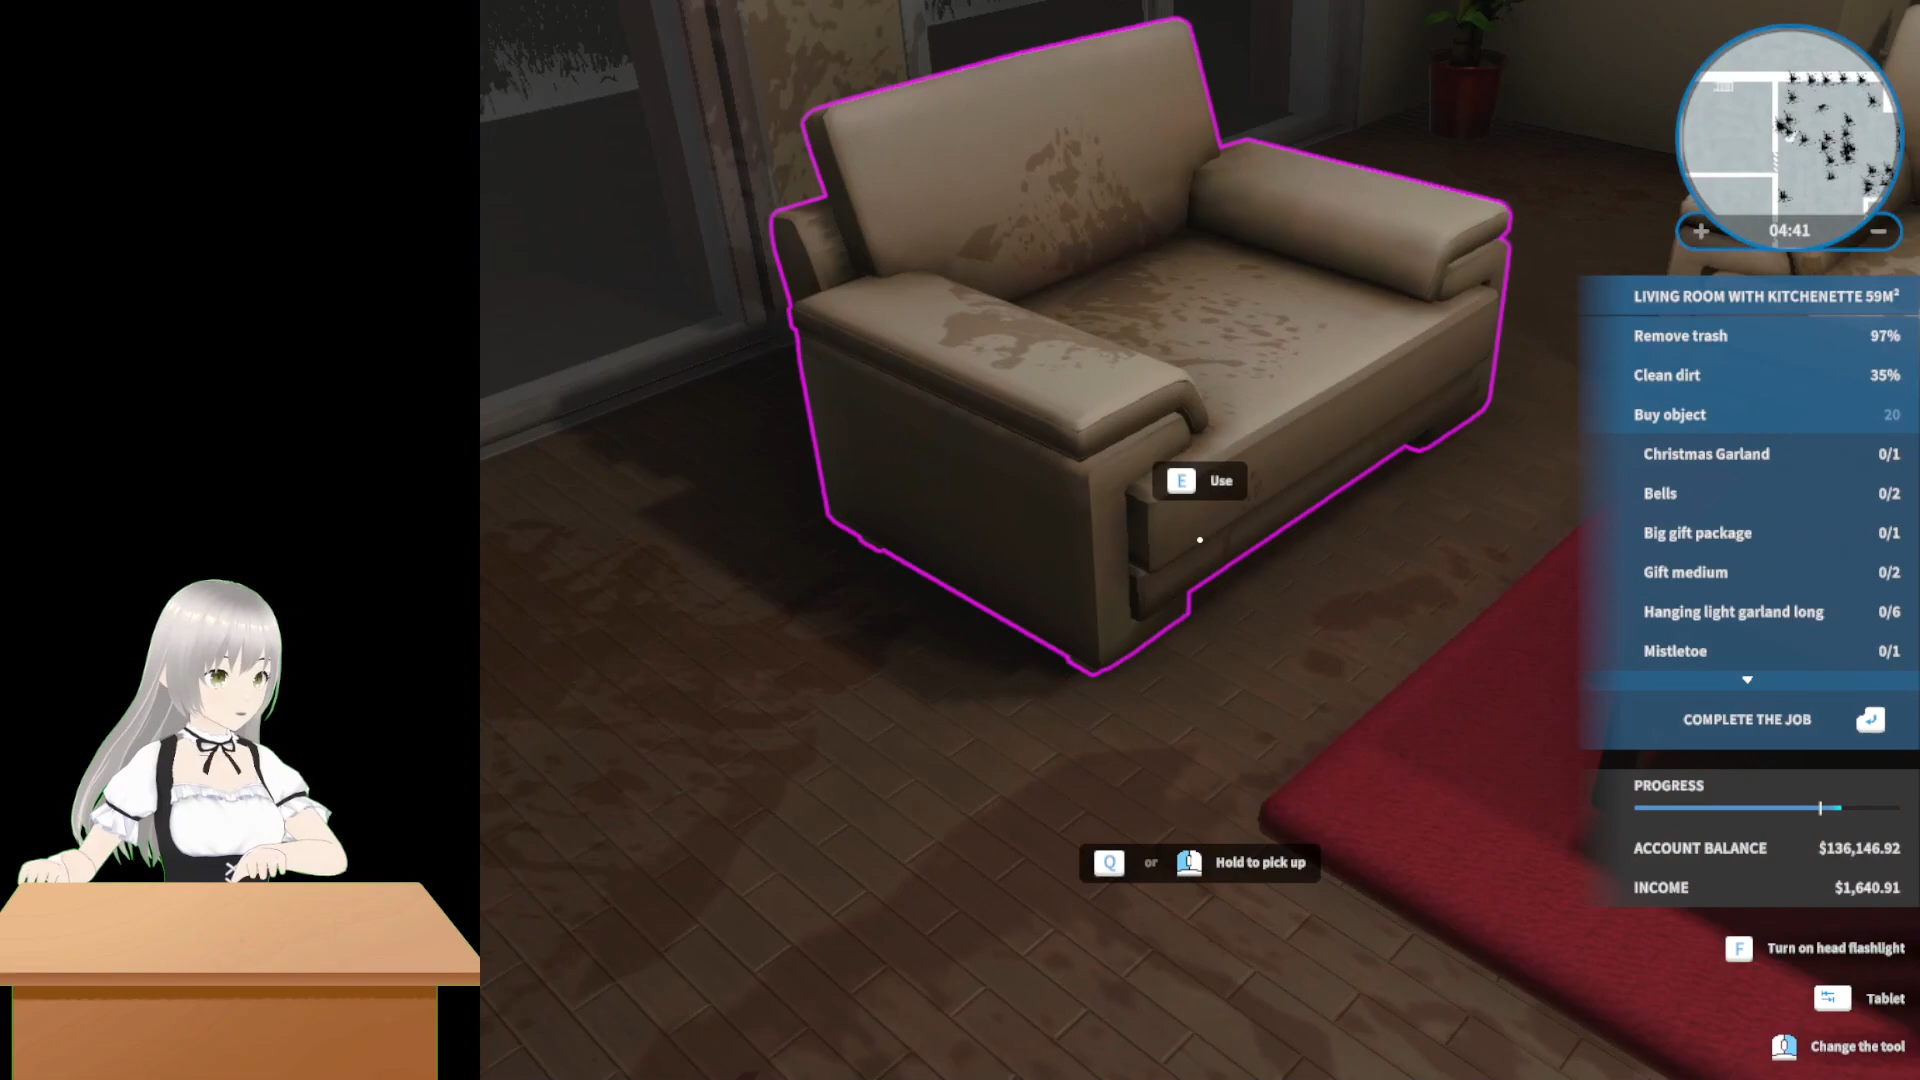 04:41
LIVING ROOM WITH KITCHENETTE 59M²
Remove trash 97%
Clean dirt 35%
Buy object 20
Christmas Garland 0/1
Bells 0/2
Big gift package 0/1
Gift medium 0/2
Hanging light garland long 0/6
Mistletoe 0/1
COMPLETE THE JOB
PROGRESS
ACCOUNT BALANCE $136,146.92
INCOME $1,640.91
E Use
Q or Hold to pick up
F Turn on head flashlight
Tablet
Change the tool